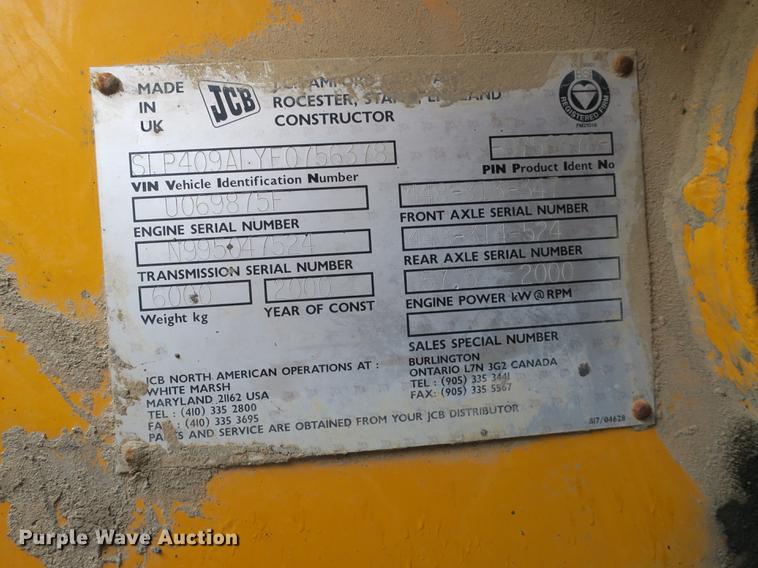 MADE
IN
UK
JCB
ROCESTER,
CONSTRUCTOR
REGISTERED FIRM
VIN Vehicle Identification Number
PIN Product Ident No
U069875F
ENGINE SERIAL NUMBER
FRONT AXLE SERIAL NUMBER
N995047524
TRANSMISSION SERIAL NUMBER
REAR AXLE SERIAL NUMBER
6000 2000
Weight kg YEAR OF CONST
2000
ENGINE POWER kW@RPM
SALES SPECIAL NUMBER
JCB NORTH AMERICAN OPERATIONS AT :
WHITE MARSH
MARYLAND 21162 USA
TEL : (410) 335 2800
FAX : (410) 335 3695
BURLINGTON
ONTARIO L7N 3G2 CANADA
TEL : (905) 335 3441
FAX: (905) 335 5567
PARTS AND SERVICE ARE OBTAINED FROM YOUR JCB DISTRIBUTOR
817/04628
Purple Wave Auction